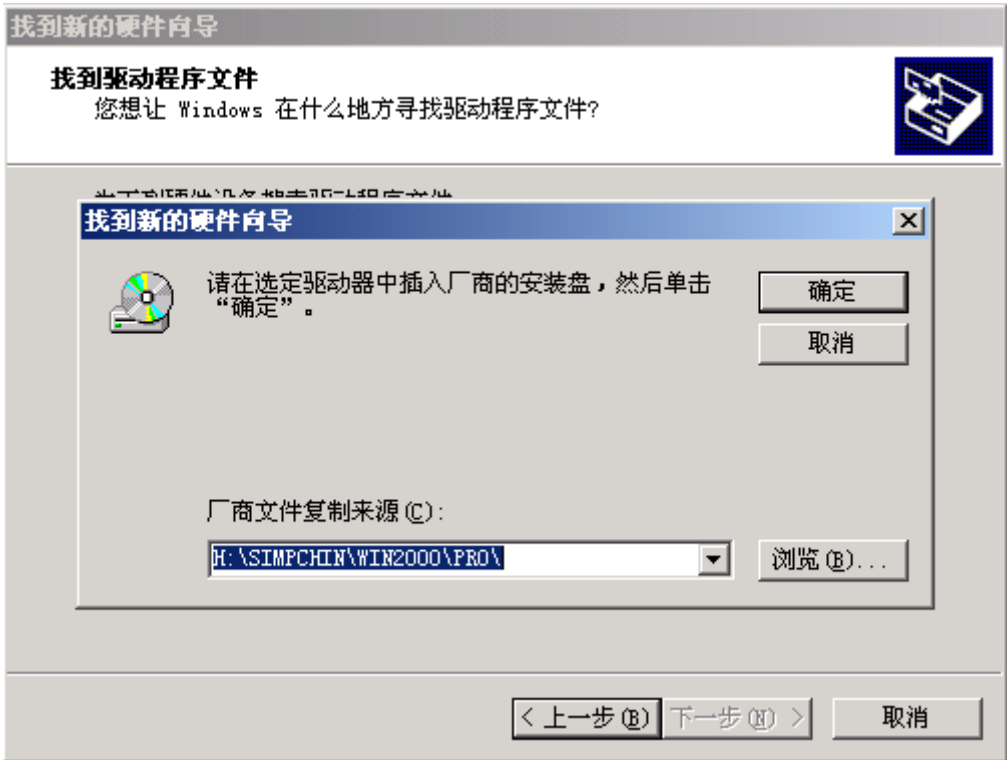 找到新的硬件向导
找到驱动程序文件
您想让 Windows 在什么地方寻找驱动程序文件?
找到新的硬件向导
请在选定驱动器中插入厂商的安装盘，然后单击
“确定”。
确定
取消
厂商文件复制来源(C):
H:\SIMPCHIN\WIN2000\PRO\
浏览(B)...
< 上一步(B)
下一步(N) >
取消